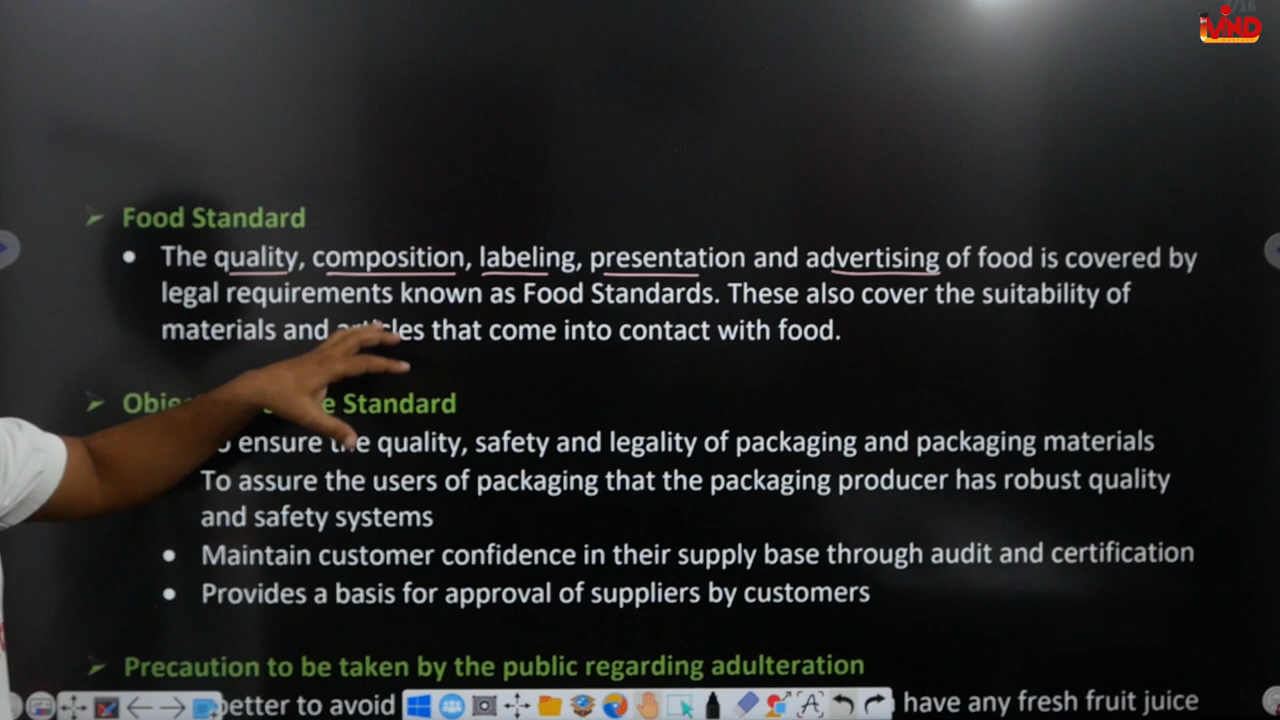 /16
iVIND
Food Standard
The quality, composition, labeling, presentation and advertising of food is covered by
legal requirements known as Food Standards. These also cover the suitability of
materials and articles that come into contact with food.
e Standard
ensure the quality, safety and legality of packaging and packaging materials
To assure the users of packaging that the packaging producer has robust quality
and safety systems
Maintain customer confidence in their supply base through audit and certification
Provides a basis for approval of suppliers by customers
Precaution to be taken by the public regarding adulteration
better to avoid have any fresh fruit juice